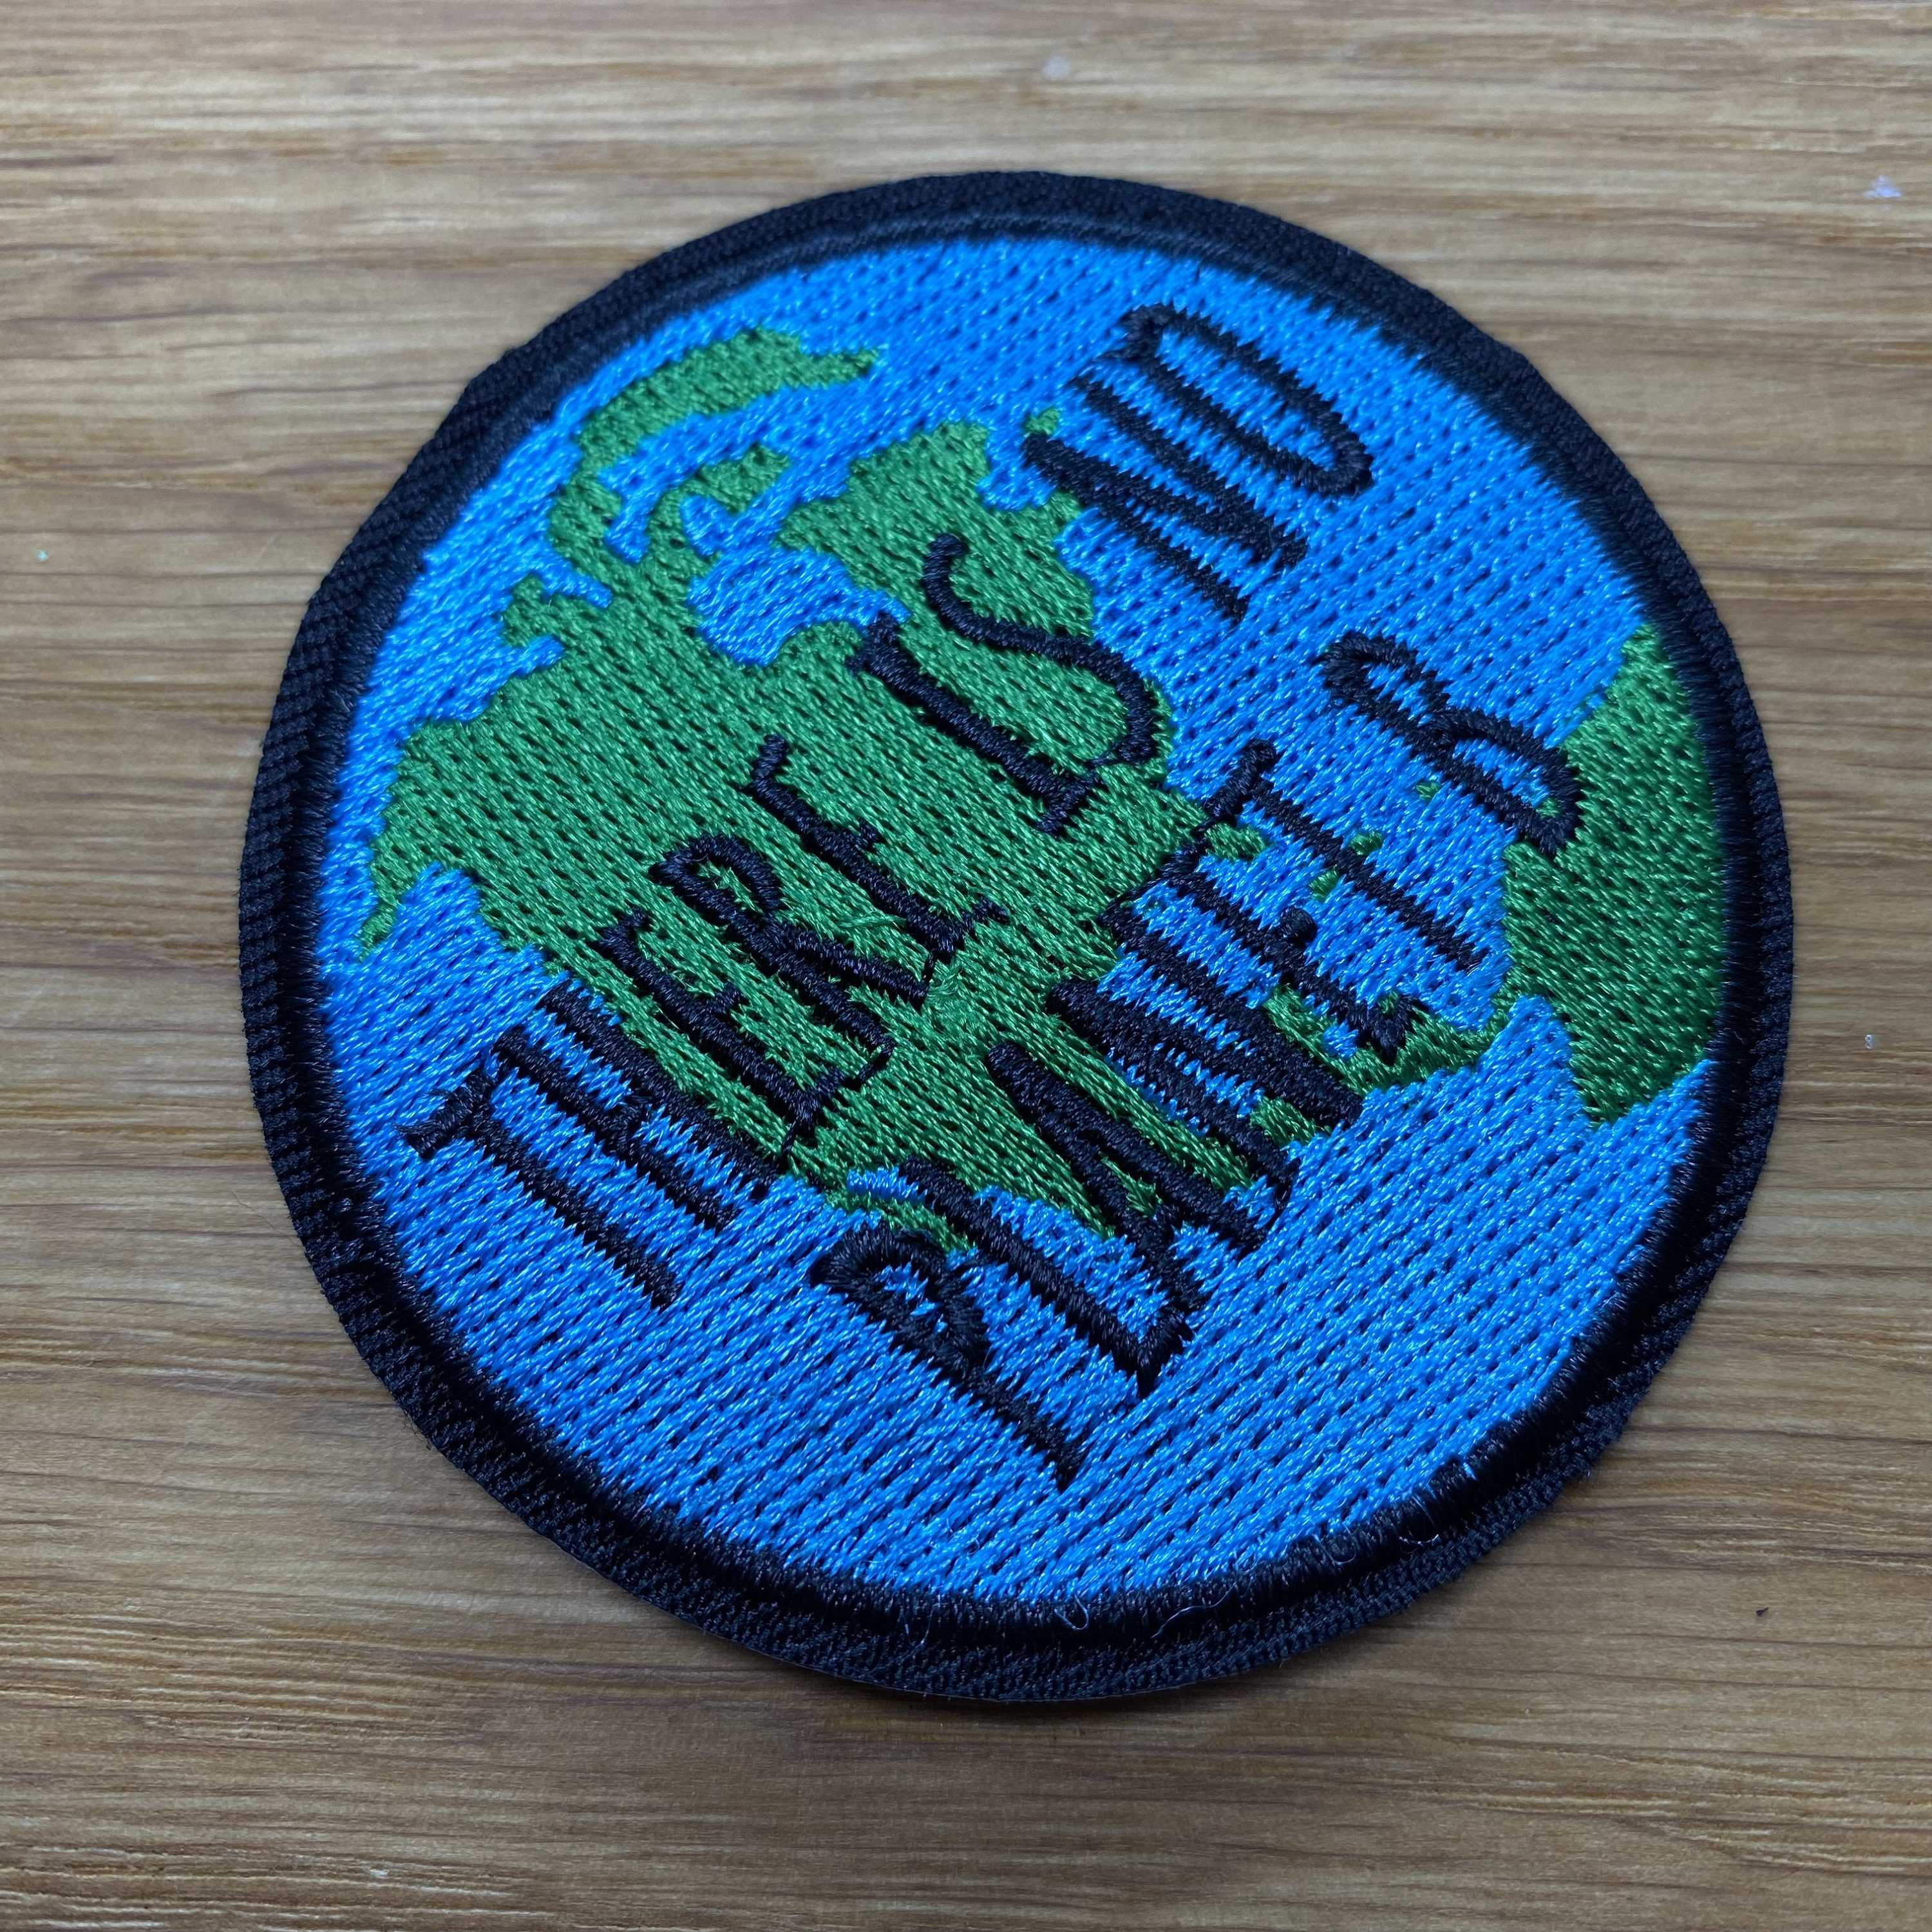 THERE IS NO
PLANET B